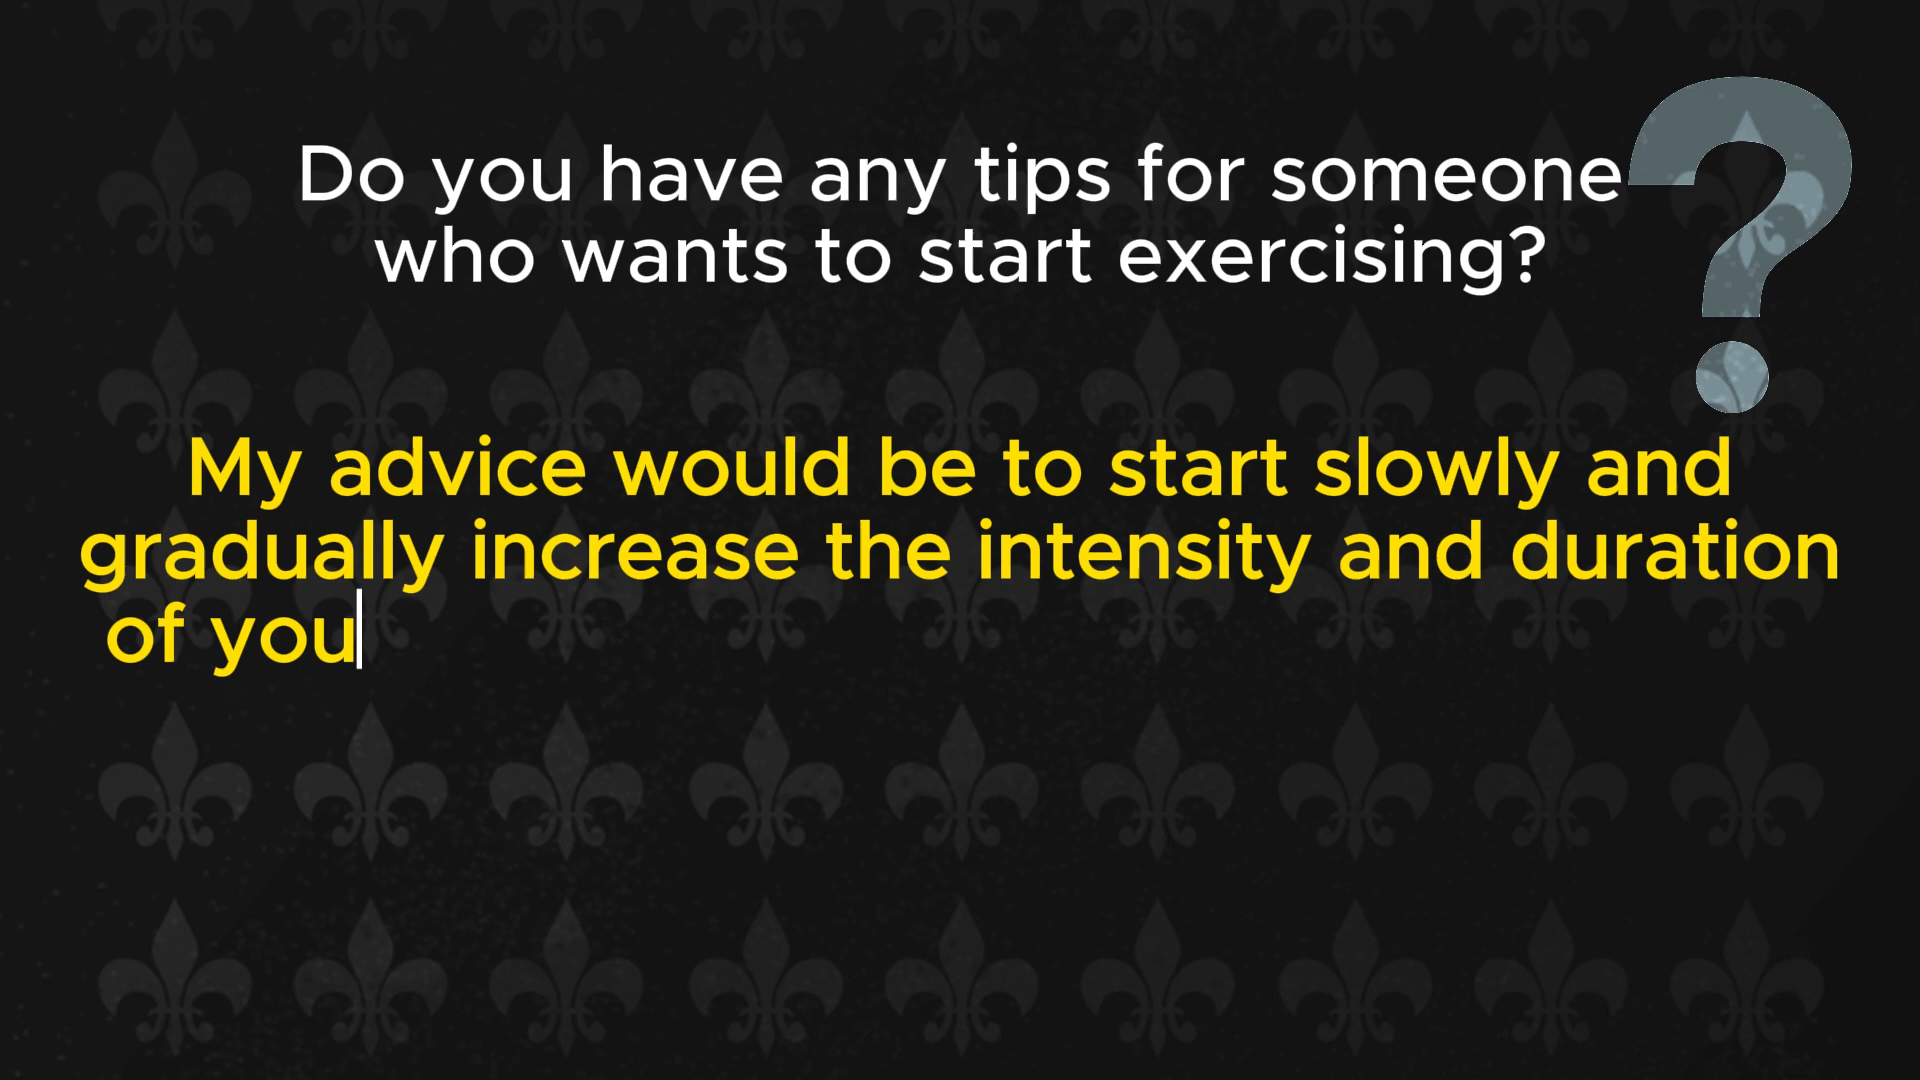 Do you have any tips for someone
who wants to start exercising?
My advice would be to start slowly and
gradually increase the intensity and duration
of you